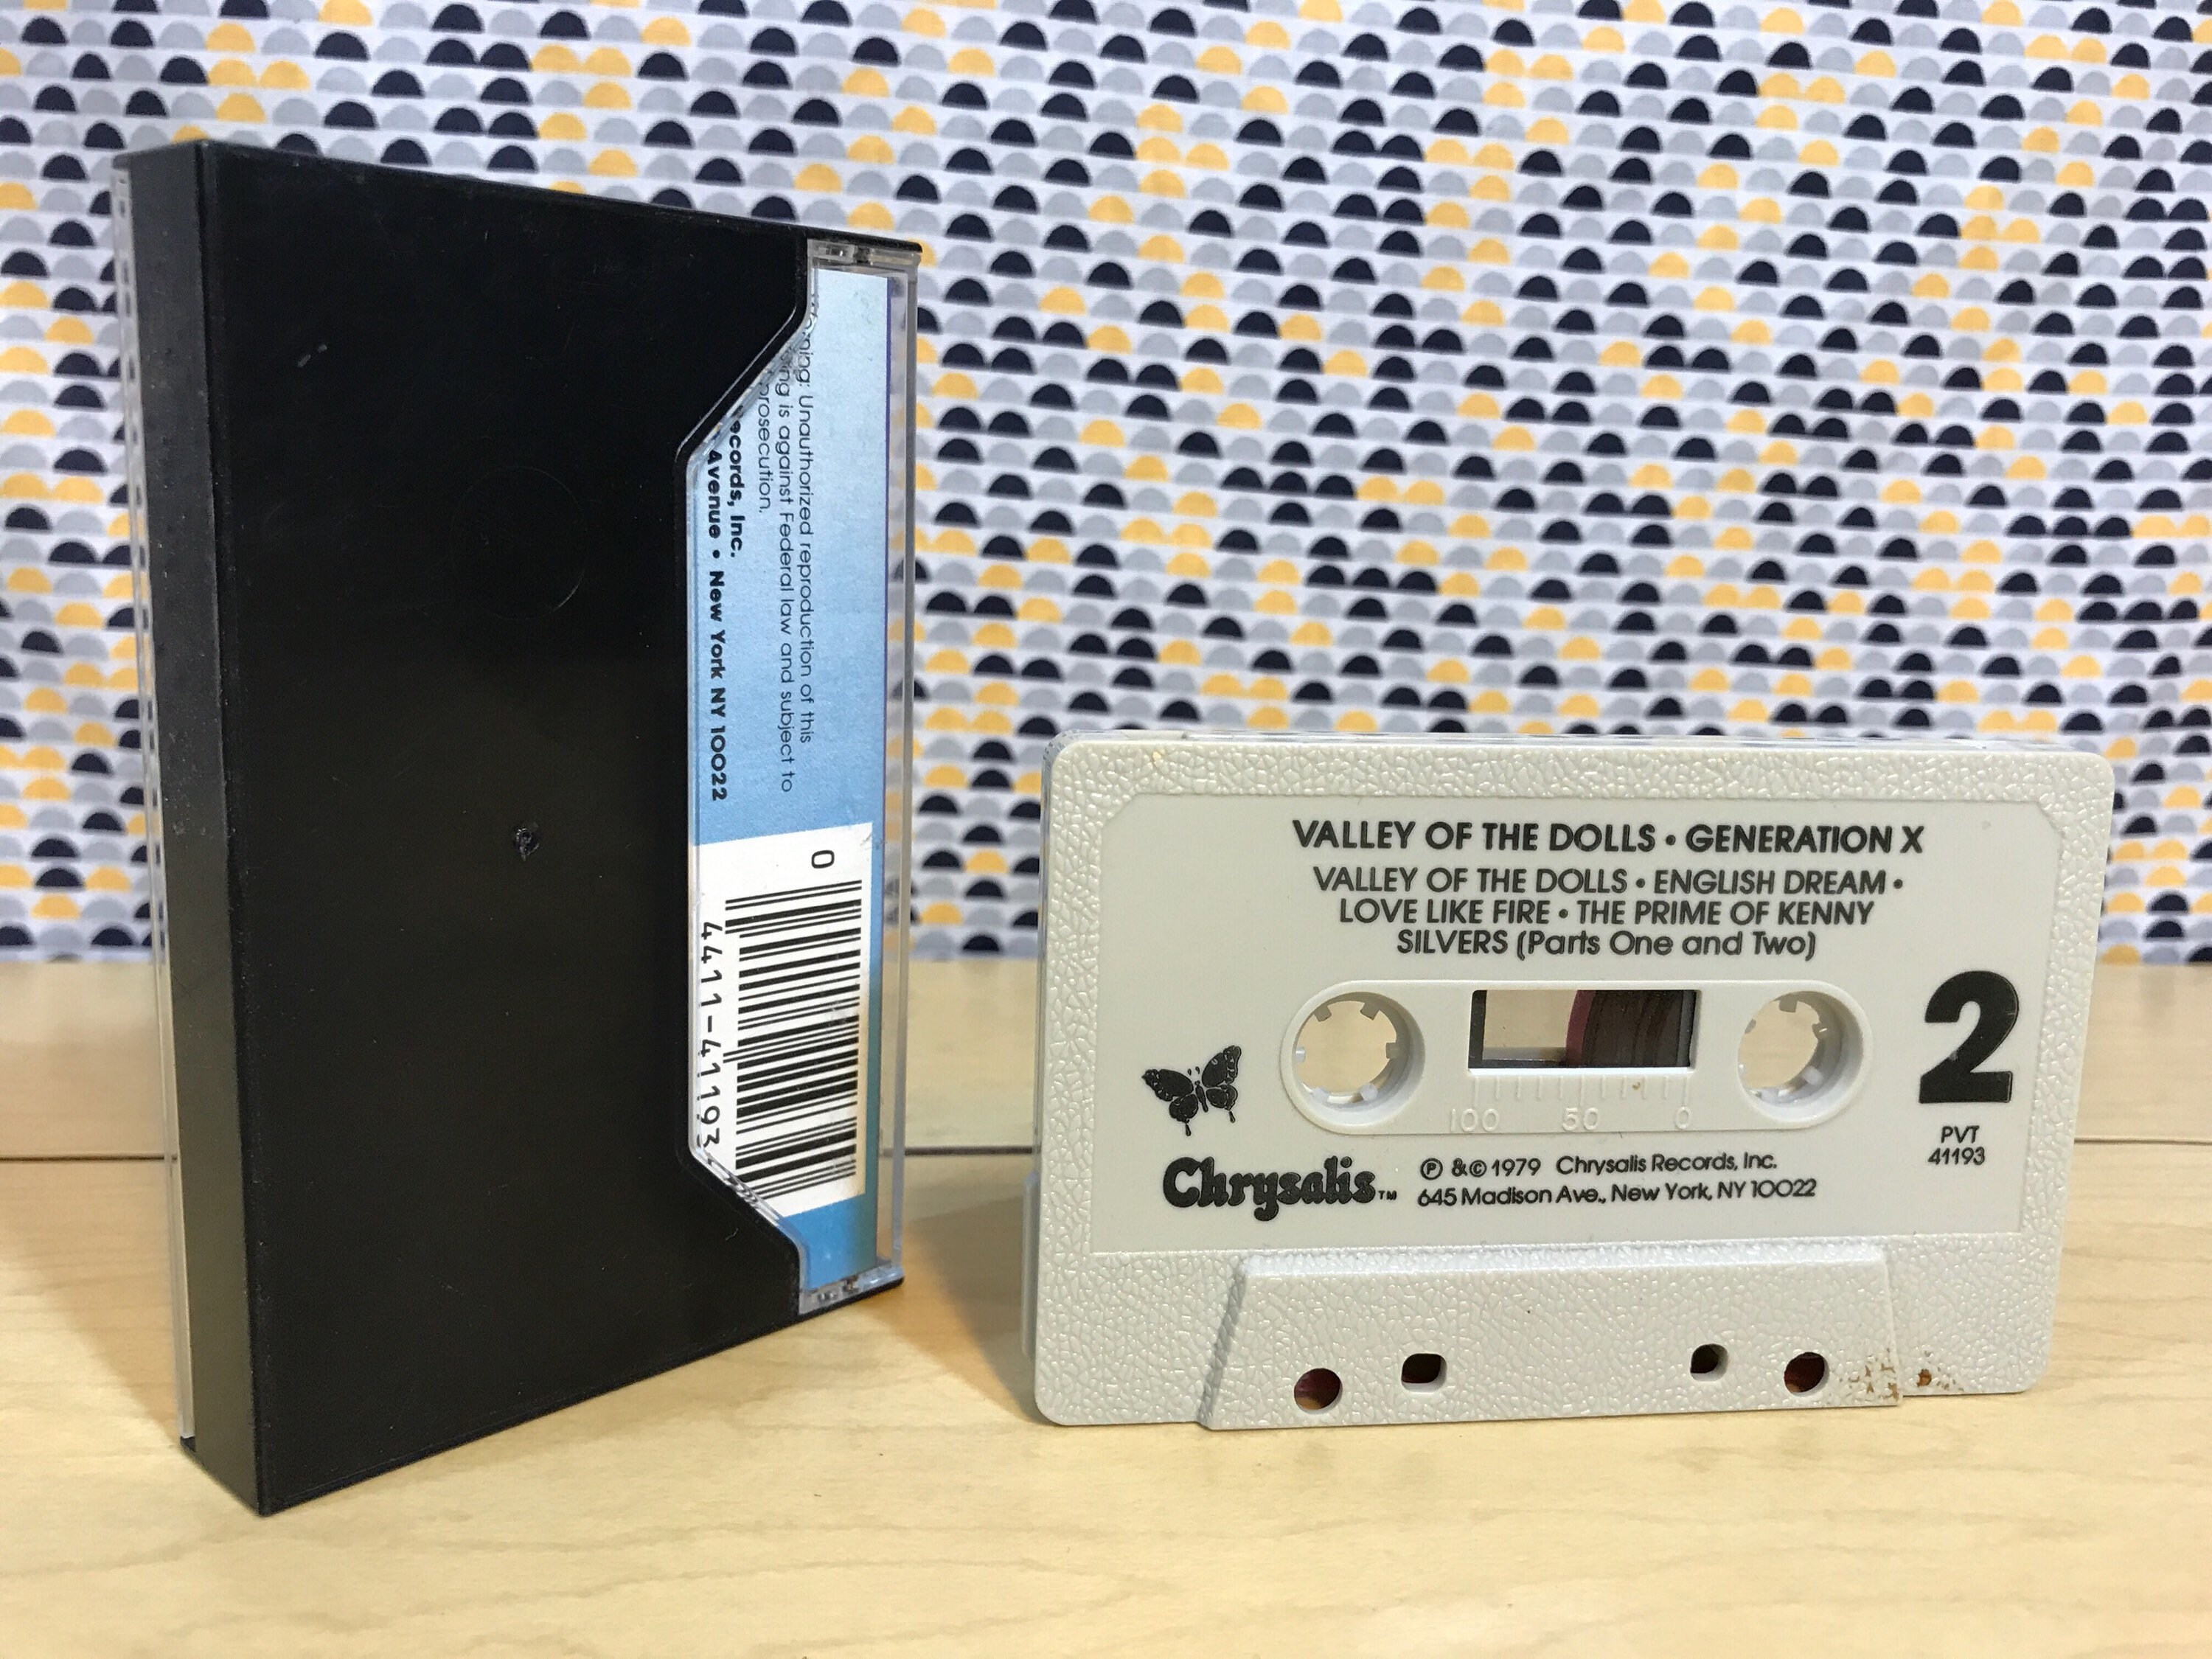 Unauthorized reproduction of this
is against Federal law and subject to
prosecution.
Records, Inc.
Avenue • New York NY 10022
0
4411-41193
VALLEY OF THE DOLLS • GENERATION X
VALLEY OF THE DOLLS • ENGLISH DREAM •
LOVE LIKE FIRE • THE PRIME OF KENNY
SILVERS (Parts One and Two)
2
PVT
41193
100 50 0
Chrysalis™
Ⓟ &© 1979 Chrysalis Records, Inc.
645 Madison Ave., New York, NY 10022